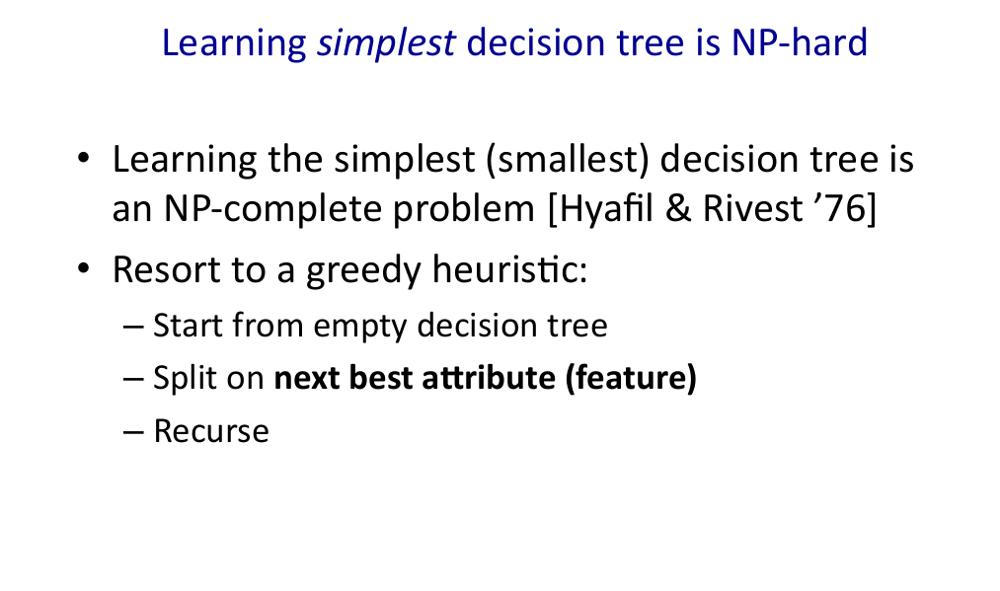 Learning simplest decision tree is NP-hard
• Learning the simplest (smallest) decision tree is
an NP-complete problem [Hyafil & Rivest ’76]
• Resort to a greedy heuristic:
– Start from empty decision tree
– Split on next best attribute (feature)
– Recurse